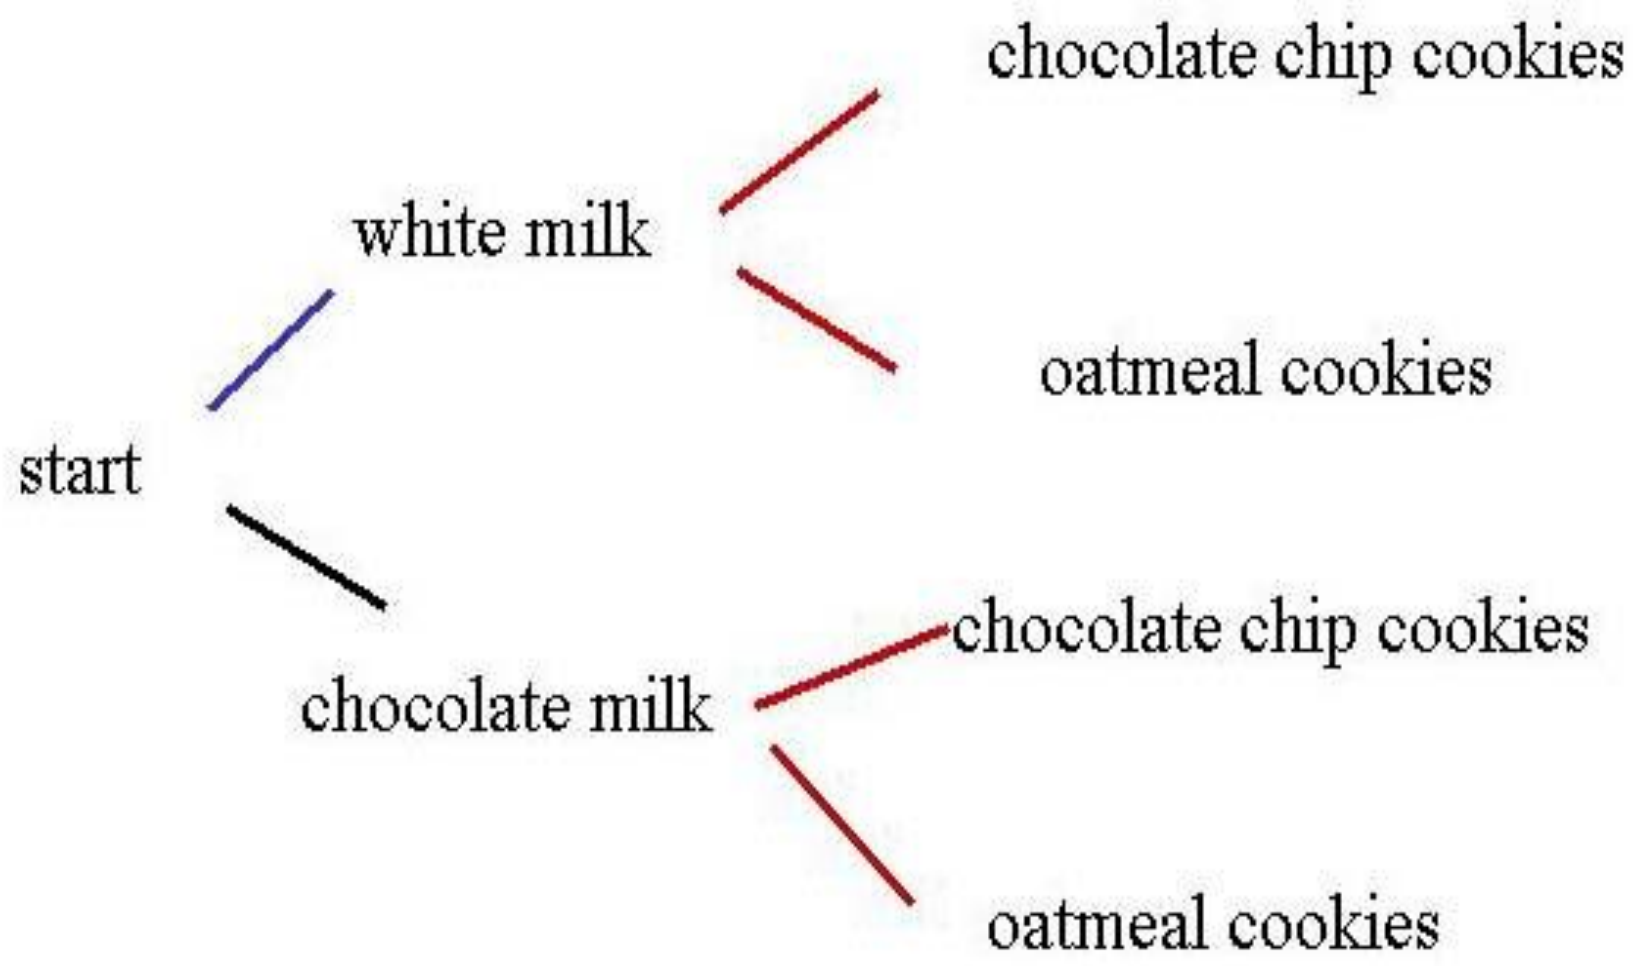 chocolate chip cookies
white milk
oatmeal cookies
start
chocolate chip cookies
chocolate milk
oatmeal cookies